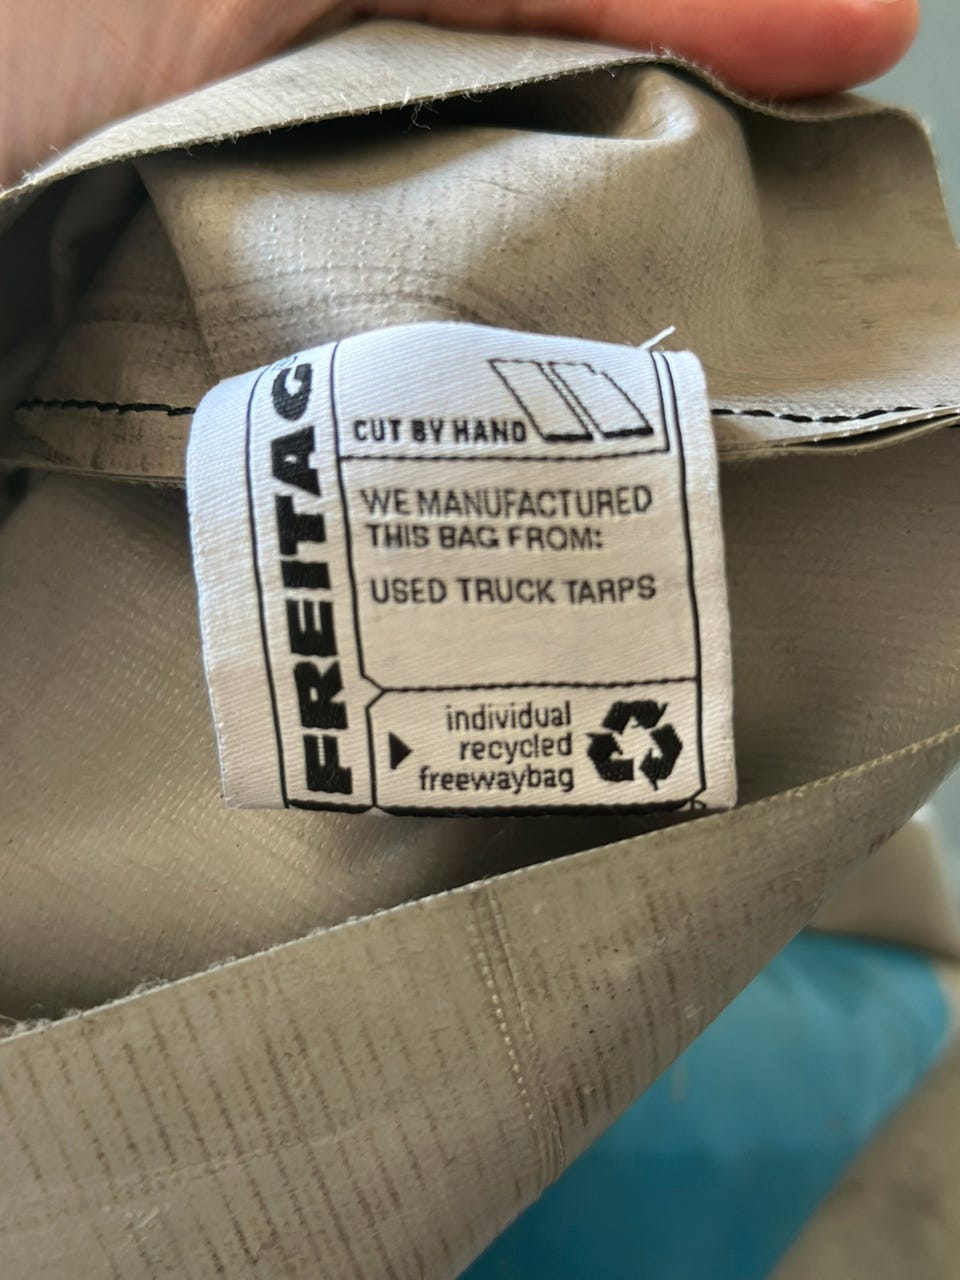 FREITAG
CUT BY HAND
WE MANUFACTURED
THIS BAG FROM:
USED TRUCK TARPS
individual
recycled
freewaybag